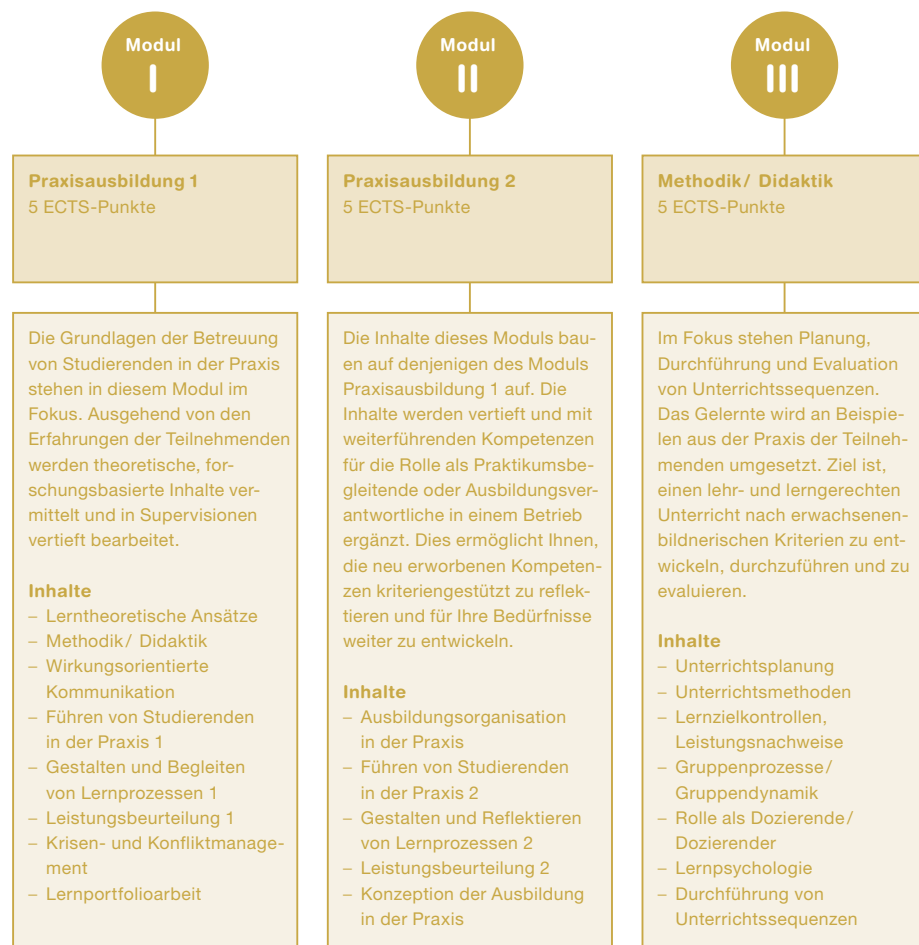 Modul
I
Praxisausbildung 1
5 ECTS-Punkte
Die Grundlagen der Betreuung
von Studierenden in der Praxis
stehen in diesem Modul im
Fokus. Ausgehend von den
Erfahrungen der Teilnehmenden
werden theoretische, for-
schungsbasierte Inhalte ver-
mittelt und in Supervisionen
vertieft bearbeitet.
Inhalte
– Lerntheoretische Ansätze
– Methodik/ Didaktik
– Wirkungsorientierte
Kommunikation
– Führen von Studierenden
in der Praxis 1
– Gestalten und Begleiten
von Lernprozessen 1
– Leistungsbeurteilung 1
– Krisen- und Konfliktmanage-
ment
– Lernportfolioarbeit
Modul
II
Praxisausbildung 2
5 ECTS-Punkte
Die Inhalte dieses Moduls bau-
en auf denjenigen des Moduls
Praxisausbildung 1 auf. Die
Inhalte werden vertieft und mit
weiterführenden Kompetenzen
für die Rolle als Praktikumsbe-
gleitende oder Ausbildungsver-
antwortliche in einem Betrieb
ergänzt. Dies ermöglicht Ihnen,
die neu erworbenen Kompeten-
zen kriteriengestützt zu reflek-
tieren und für Ihre Bedürfnisse
weiter zu entwickeln.
Inhalte
– Ausbildungsorganisation
in der Praxis
– Führen von Studierenden
in der Praxis 2
– Gestalten und Reflektieren
von Lernprozessen 2
– Leistungsbeurteilung 2
– Konzeption der Ausbildung
in der Praxis
Modul
III
Methodik/ Didaktik
5 ECTS-Punkte
Im Fokus stehen Planung,
Durchführung und Evaluation
von Unterrichtssequenzen.
Das Gelernte wird an Beispie-
len aus der Praxis der Teilneh-
menden umgesetzt. Ziel ist,
einen lehr- und lerngerechten
Unterricht nach erwachsenen-
bildnerischen Kriterien zu ent-
wickeln, durchzuführen und zu
evaluieren.
Inhalte
– Unterrichtsplanung
– Unterrichtsmethoden
– Lernzielkontrollen,
Leistungsnachweise
– Gruppenprozesse/
Gruppendynamik
– Rolle als Dozierende/
Dozierender
– Lernpsychologie
– Durchführung von
Unterrichtssequenzen